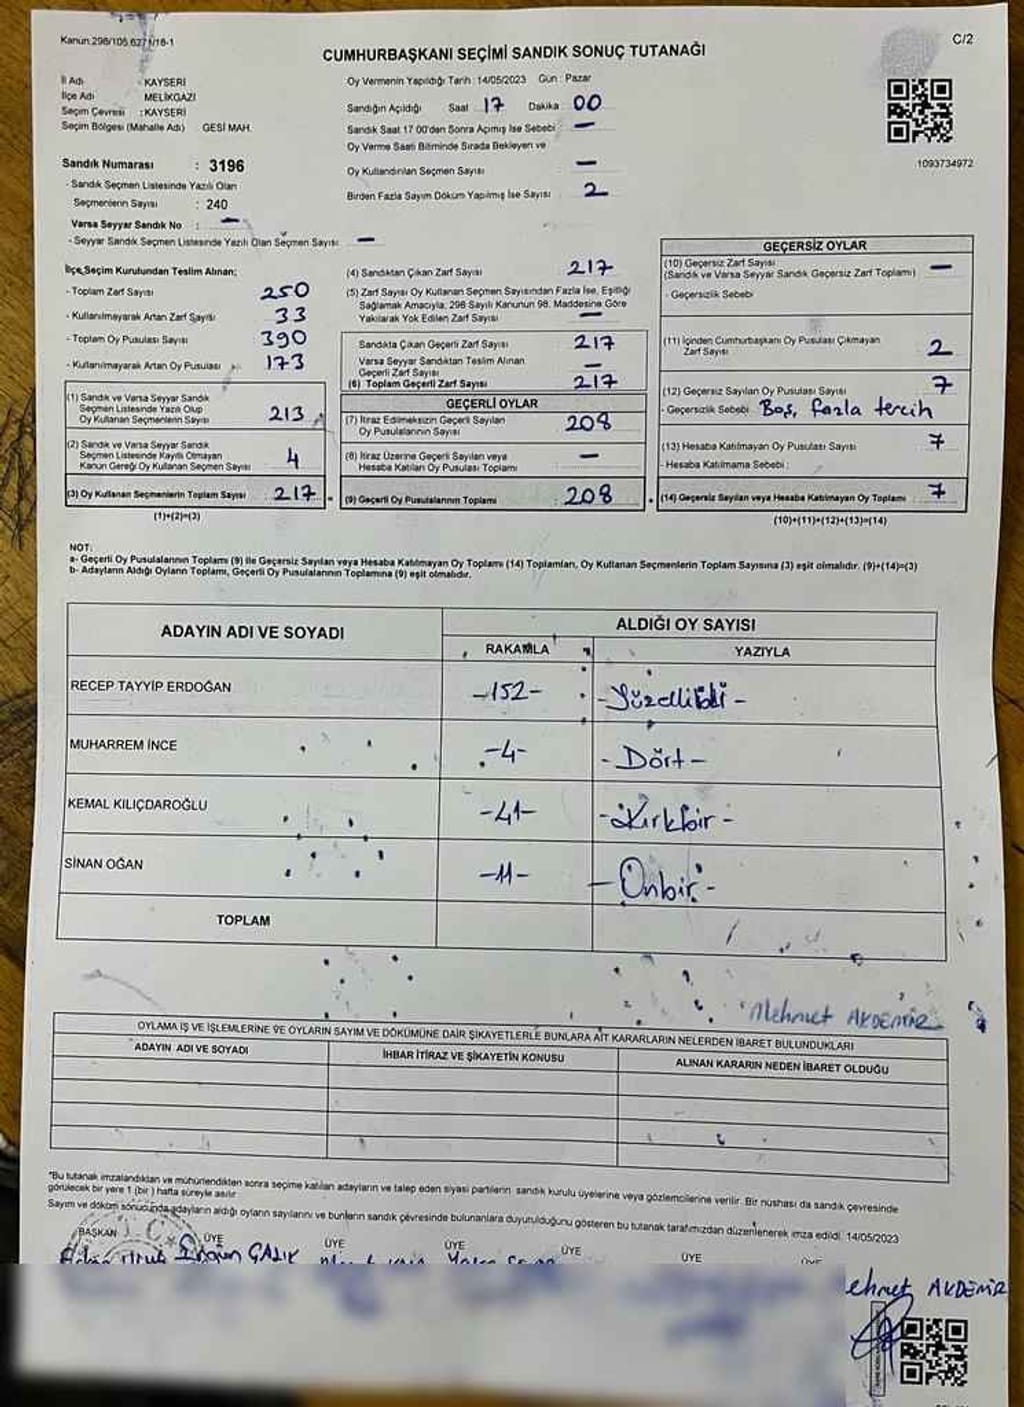 Kanun 298/105 6271/18-1
C/2
CUMHURBAŞKANI SEÇİMİ SANDIK SONUÇ TUTANAĞI
İl Adı : KAYSERİ
İlçe Adı MELİKGAZİ
Seçim Çevresi : KAYSERİ
Seçim Bölgesi (Mahalle Adı) GESİ MAH.
Oy Vermenin Yapıldığı Tarih : 14/05/2023 Gün : Pazar
Sandığın Açıldığı Saat 17 Dakika 00
Sandık Saat 17 00'den Sonra Açımış İse Sebebi : —
Oy Verme Saati Bitiminde Sırada Bekleyen ve
Oy Kullandırılan Seçmen Sayısı —
Birden Fazla Sayım Döküm Yapılmış İse Sayısı 2
1093734972
Sandık Numarası : 3196
- Sandık Seçmen Listesinde Yazılı Olan
Seçmenlerin Sayısı : 240
Varsa Seyyar Sandık No : —
- Seyyar Sandık Seçmen Listesinde Yazılı Olan Seçmen Sayısı —
İlçe Seçim Kurulundan Teslim Alınan;
- Toplam Zarf Sayısı 250
- Kullanılmayarak Artan Zarf Sayısı 33
- Toplam Oy Pusulası Sayısı 390
- Kullanılmayarak Artan Oy Pusulası 173
(1) Sandık ve Varsa Seyyar Sandık
Seçmen Listesinde Yazılı Olup
Oy Kullanan Seçmenlerin Sayısı 213
(2) Sandık ve Varsa Seyyar Sandık
Seçmen Listesinde Kayıtlı Olmayan
Kanun Gereği Oy Kullanan Seçmen Sayısı 4
(3) Oy Kullanan Seçmenlerin Toplam Sayısı 217
(1)+(2)=(3)
(4) Sandıktan Çıkan Zarf Sayısı 217
(5) Zarf Sayısı Oy Kullanan Seçmen Sayısından Fazla İse, Eşitliği
Sağlamak Amacıyla, 298 Sayılı Kanunun 98. Maddesine Göre
Yakılarak Yok Edilen Zarf Sayısı —
Sandıkta Çıkan Geçerli Zarf Sayısı 217
Varsa Seyyar Sandıktan Teslim Alınan
Geçerli Zarf Sayısı —
(6) Toplam Geçerli Zarf Sayısı 217
GEÇERLİ OYLAR
(7) İtiraz Edilmeksizin Geçerli Sayılan
Oy Pusulalarının Sayısı 208
(8) İtiraz Üzerine Geçerli Sayılan veya
Hesaba Katılan Oy Pusulası Toplamı —
(9) Geçerli Oy Pusulalarının Toplamı 208
GEÇERSİZ OYLAR
(10) Geçersiz Zarf Sayısı
(Sandık ve Varsa Seyyar Sandık Geçersiz Zarf Toplamı) —
- Geçersizlik Sebebi
(11) İçinden Cumhurbaşkanı Oy Pusulası Çıkmayan
Zarf Sayısı 2
(12) Geçersiz Sayılan Oy Pusulası Sayısı 7
- Geçersizlik Sebebi Boş, fazla tercih
(13) Hesaba Katılmayan Oy Pusulası Sayısı 7
- Hesaba Katılmama Sebebi :
(14) Geçersiz Sayılan veya Hesaba Katılmayan Oy Toplamı 7
(10)+(11)+(12)+(13)=(14)
NOT:
a- Geçerli Oy Pusulalarının Toplamı (9) ile Geçersiz Sayılan veya Hesaba Katılmayan Oy Toplamı (14) Toplamları, Oy Kullanan Seçmenlerin Toplam Sayısına (3) eşit olmalıdır. (9)+(14)=(3)
b- Adayların Aldığı Oyların Toplamı, Geçerli Oy Pusulalarının Toplamına (9) eşit olmalıdır.
ADAYIN ADI VE SOYADI
ALDIĞI OY SAYISI
RAKAMLA YAZIYLA
RECEP TAYYİP ERDOĞAN -152- -Yüzelliiki-
MUHARREM İNCE -4- -Dört-
KEMAL KILIÇDAROĞLU -41- -Kırkbir-
SİNAN OĞAN -11- -Onbir-
TOPLAM
Mehmet AKDEMİR
OYLAMA İŞ VE İŞLEMLERİNE VE OYLARIN SAYIM VE DÖKÜMÜNE DAİR ŞİKAYETLERLE BUNLARA AİT KARARLARIN NELERDEN İBARET BULUNDUKLARI
ADAYIN ADI VE SOYADI İHBAR İTİRAZ VE ŞİKAYETİN KONUSU ALINAN KARARIN NEDEN İBARET OLDUĞU
"Bu tutanak imzalandıktan ve mühürlendikten sonra seçime katılan adayların ve talep eden siyasi partilerin sandık kurulu üyelerine veya gözlemcilerine verilir. Bir nüshası da sandık çevresinde
görülecek bir yere 1 (bir) hafta süreyle asılır
Sayım ve döküm sonucunda adayların aldığı oyların sayılarını ve bunların sandık çevresinde bulunanlara duyurulduğunu gösteren bu tutanak tarafımızdan düzenlenerek imza edildi. 14/05/2023
BAŞKAN ÜYE ÜYE ÜYE ÜYE ÜYE ÜYE
ÇALIK
AKDEMİR